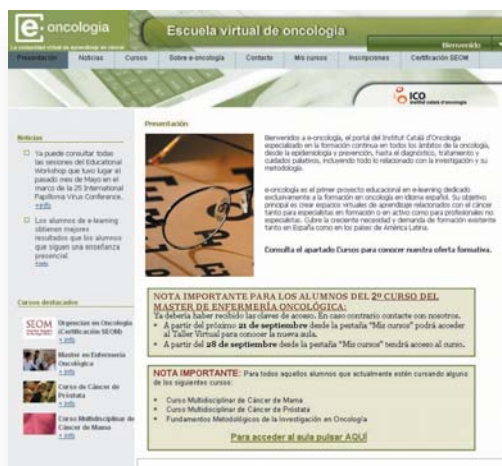 e oncologia
La comunidad virtual de aprendizaje en cáncer
Escuela virtual de oncología
Bienvenido
Presentación Noticias Cursos Sobre e-oncología Contacto Mis cursos Inscripciones Certificación SEOM
ICO
Institut Català d'Oncologia
Noticias
Ya puede consultar todas
las sesiones del Educational
Workshop que tuvo lugar el
pasado mes de Mayo en el
marco de la 25 International
Papilloma Virus Conference.
+info
Los alumnos de e-learning
obtienen mejores
resultados que los alumnos
que siguen una enseñanza
presencial.
+info
Cursos destacados
SEOM
Urgencias en Oncología
(Certificación SEOM)
+ info
Master en Enfermería
Oncológica
+ info
Curso de Cáncer de
Próstata
+ info
Curso Multidisciplinar de
Cáncer de Mama
+ info
Presentación
Bienvenidos a e-oncología, el portal del Institut Català d'Oncologia
especializado en la formación continua en todos los ámbitos de la oncología,
desde la epidemiología y prevención, hasta el diagnóstico, tratamiento y
cuidados paliativos, incluyendo todo lo relacionado con la investigación y su
metodología.
e-oncología es el primer proyecto educacional en e-learning dedicado
exclusivamente a la formación en oncología en idioma español. Su objetivo
principal es crear espacios virtuales de aprendizaje relacionados con el cáncer
tanto para especialistas en formación o en activo como para profesionales no
especialistas. Cubre la creciente necesidad y demanda de formación existente
tanto en España como en los países de América Latina.
Consulta el apartado Cursos para conocer nuestra oferta formativa.
NOTA IMPORTANTE PARA LOS ALUMNOS DEL 2º CURSO DEL
MASTER DE ENFERMERÍA ONCOLÓGICA:
Ya debería haber recibido las claves de acceso. En caso contrario contacte con nosotros.
A partir del próximo 21 de septiembre desde la pestaña "Mis cursos" podrá acceder
al Taller Virtual para conocer la nueva aula.
A partir del 28 de septiembre desde la pestaña "Mis cursos" tendrá acceso al curso.
NOTA IMPORTANTE: Para todos aquellos alumnos que actualmente estén cursando alguno
de los siguientes cursos:
Curso Multidisciplinar de Cáncer de Mama
Curso Multidisciplinar de Cáncer de Próstata
Fundamentos Metodológicos de la Investigación en Oncología
Para acceder al aula pulsar AQUÍ